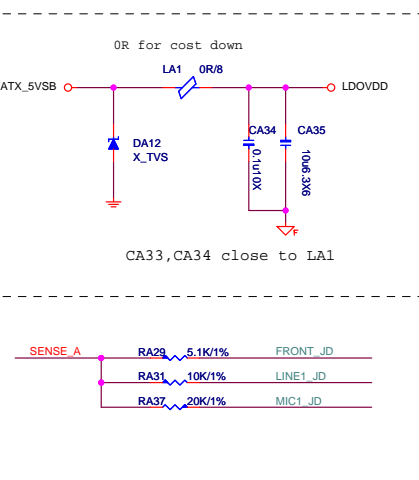 0R for cost down
LA1 0R/8
ATX_5VSB
LDOVDD
CA34
CA35
DA12
X_TVS
0.1u10X
10u6.3X6
F
CA33,CA34 close to LA1
SENSE_A
RA29 5.1K/1% FRONT_JD
RA31 10K/1% LINE1_JD
RA37 20K/1% MIC1_JD